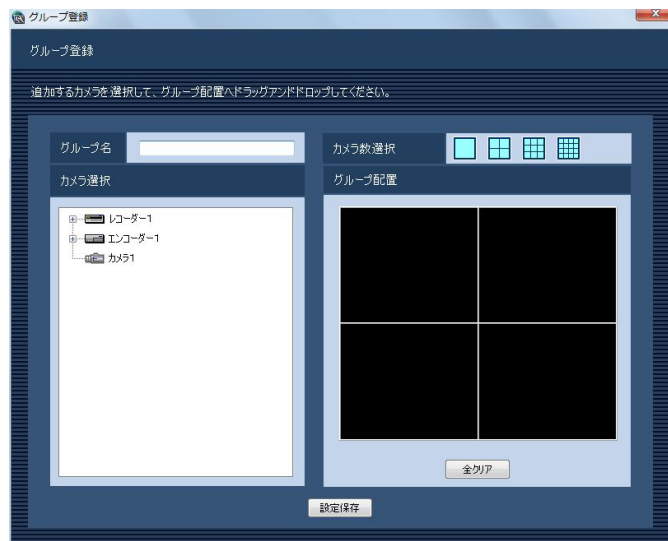 グループ登録
グループ登録
追加するカメラを選択して、グループ配置へドラッグアンドドロップしてください。
グループ名
カメラ数選択
カメラ選択
グループ配置
レコーダー1
エンコーダー1
カメラ1
全クリア
設定保存